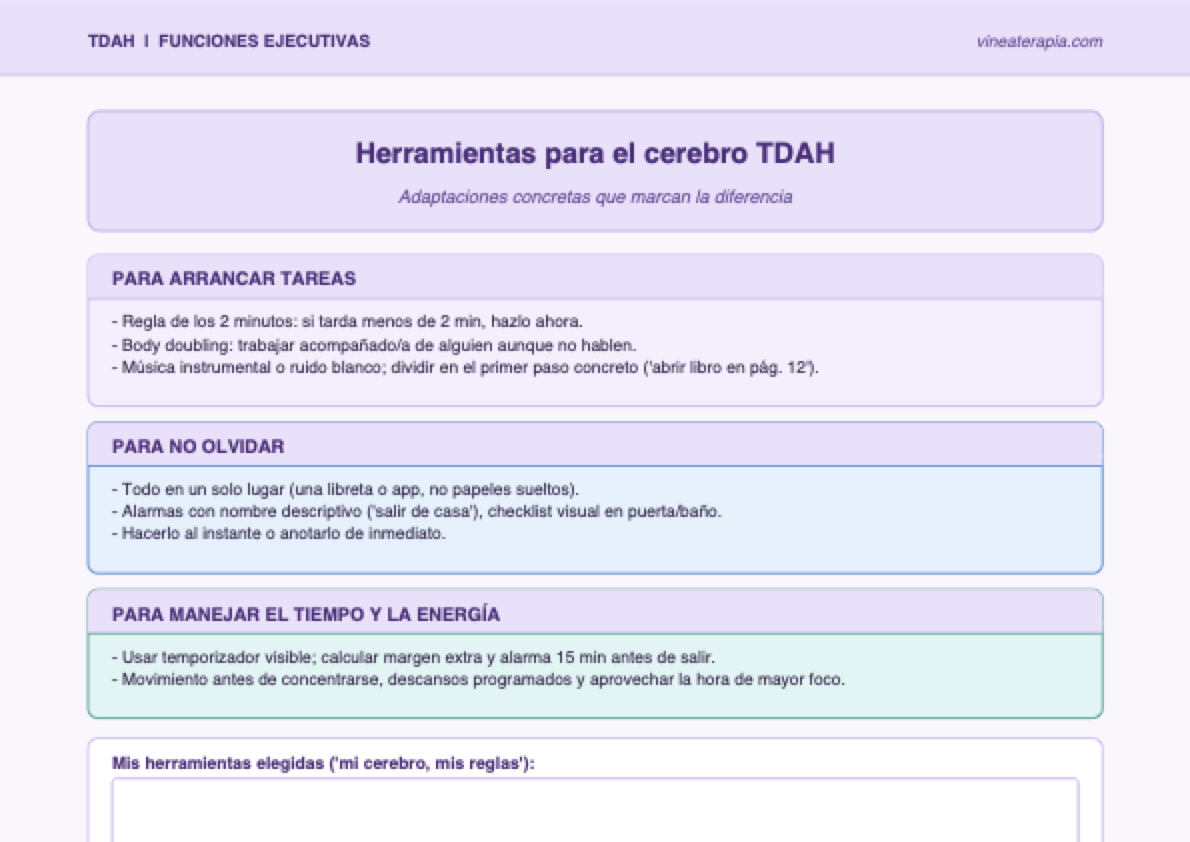 TDAH | FUNCIONES EJECUTIVAS
vineaterapia.com
Herramientas para el cerebro TDAH
Adaptaciones concretas que marcan la diferencia
PARA ARRANCAR TAREAS
- Regla de los 2 minutos: si tarda menos de 2 min, hazlo ahora.
- Body doubling: trabajar acompañado/a de alguien aunque no hablen.
- Música instrumental o ruido blanco; dividir en el primer paso concreto ('abrir libro en pág. 12').
PARA NO OLVIDAR
- Todo en un solo lugar (una libreta o app, no papeles sueltos).
- Alarmas con nombre descriptivo ('salir de casa'), checklist visual en puerta/baño.
- Hacerlo al instante o anotarlo de inmediato.
PARA MANEJAR EL TIEMPO Y LA ENERGÍA
- Usar temporizador visible; calcular margen extra y alarma 15 min antes de salir.
- Movimiento antes de concentrarse, descansos programados y aprovechar la hora de mayor foco.
Mis herramientas elegidas ('mi cerebro, mis reglas'):